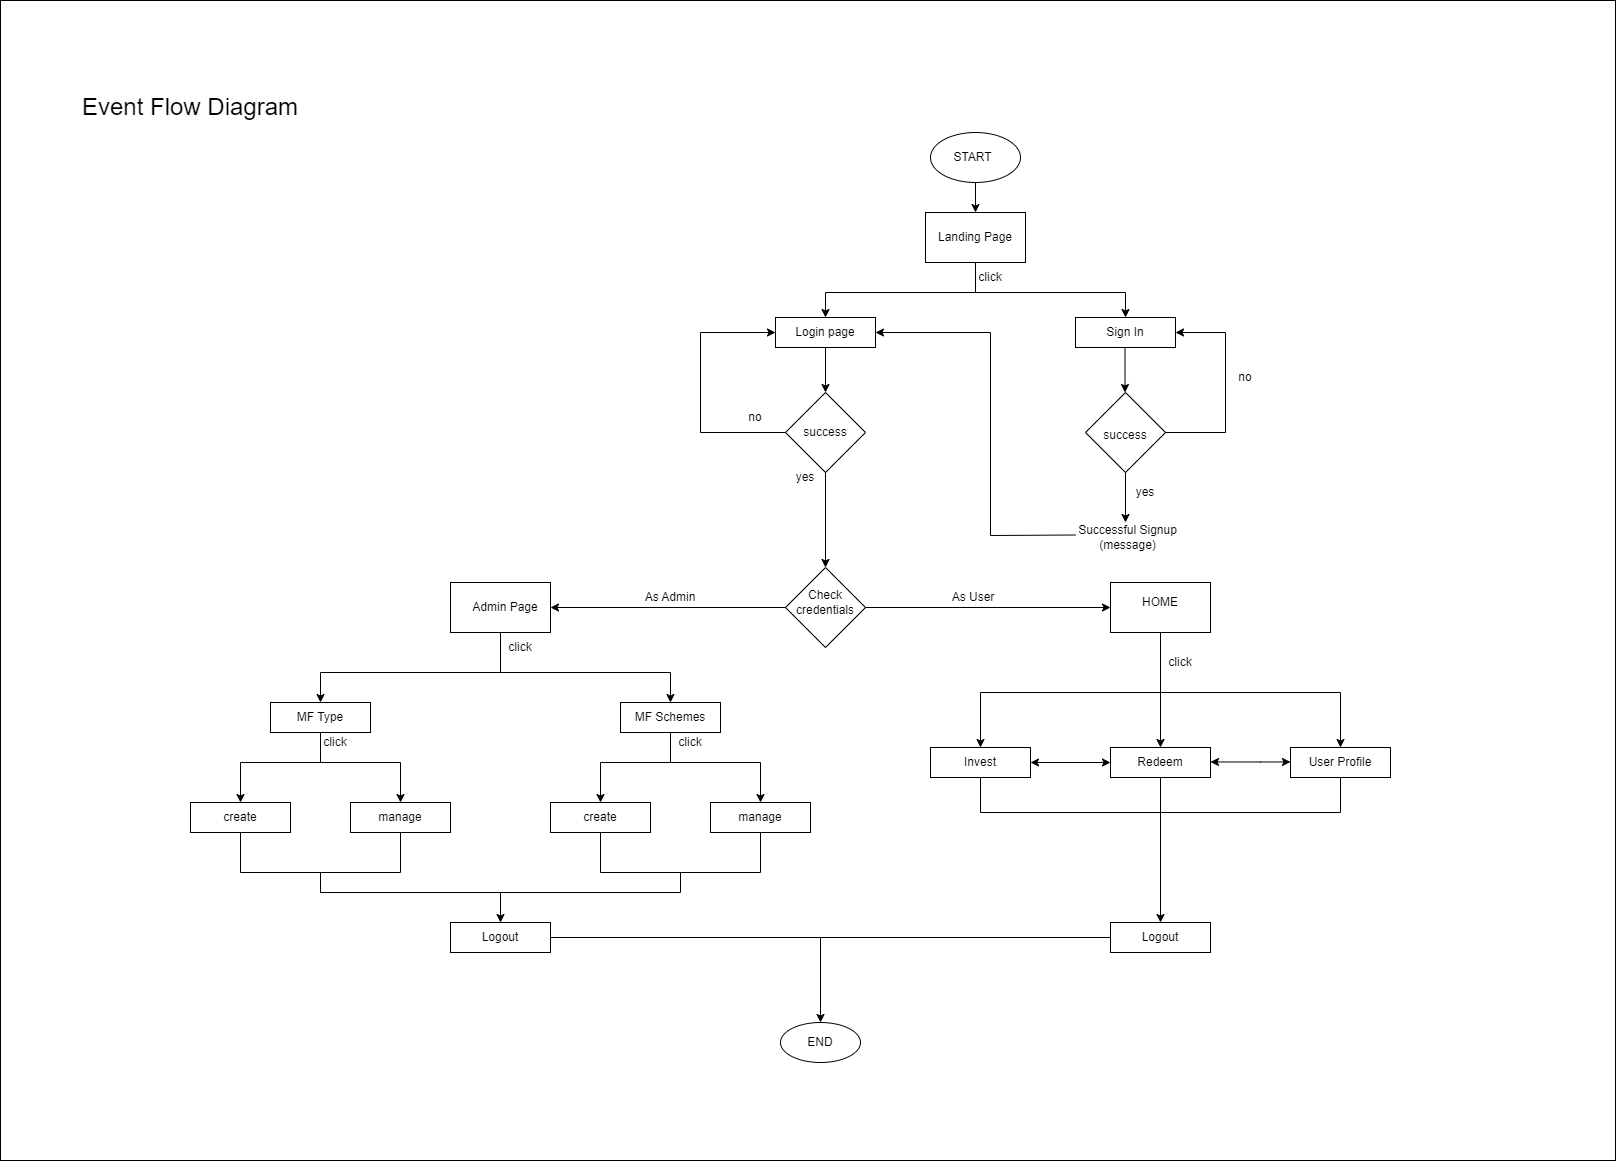 Event Flow Diagram
START
Landing Page
click
Login page
Sign In
no
no
success
success
yes
yes
Successful Signup
(message)
Check
credentials
As Admin
As User
Admin Page
HOME
click
click
MF Type
MF Schemes
click
click
Invest
Redeem
User Profile
create
manage
create
manage
Logout
Logout
END